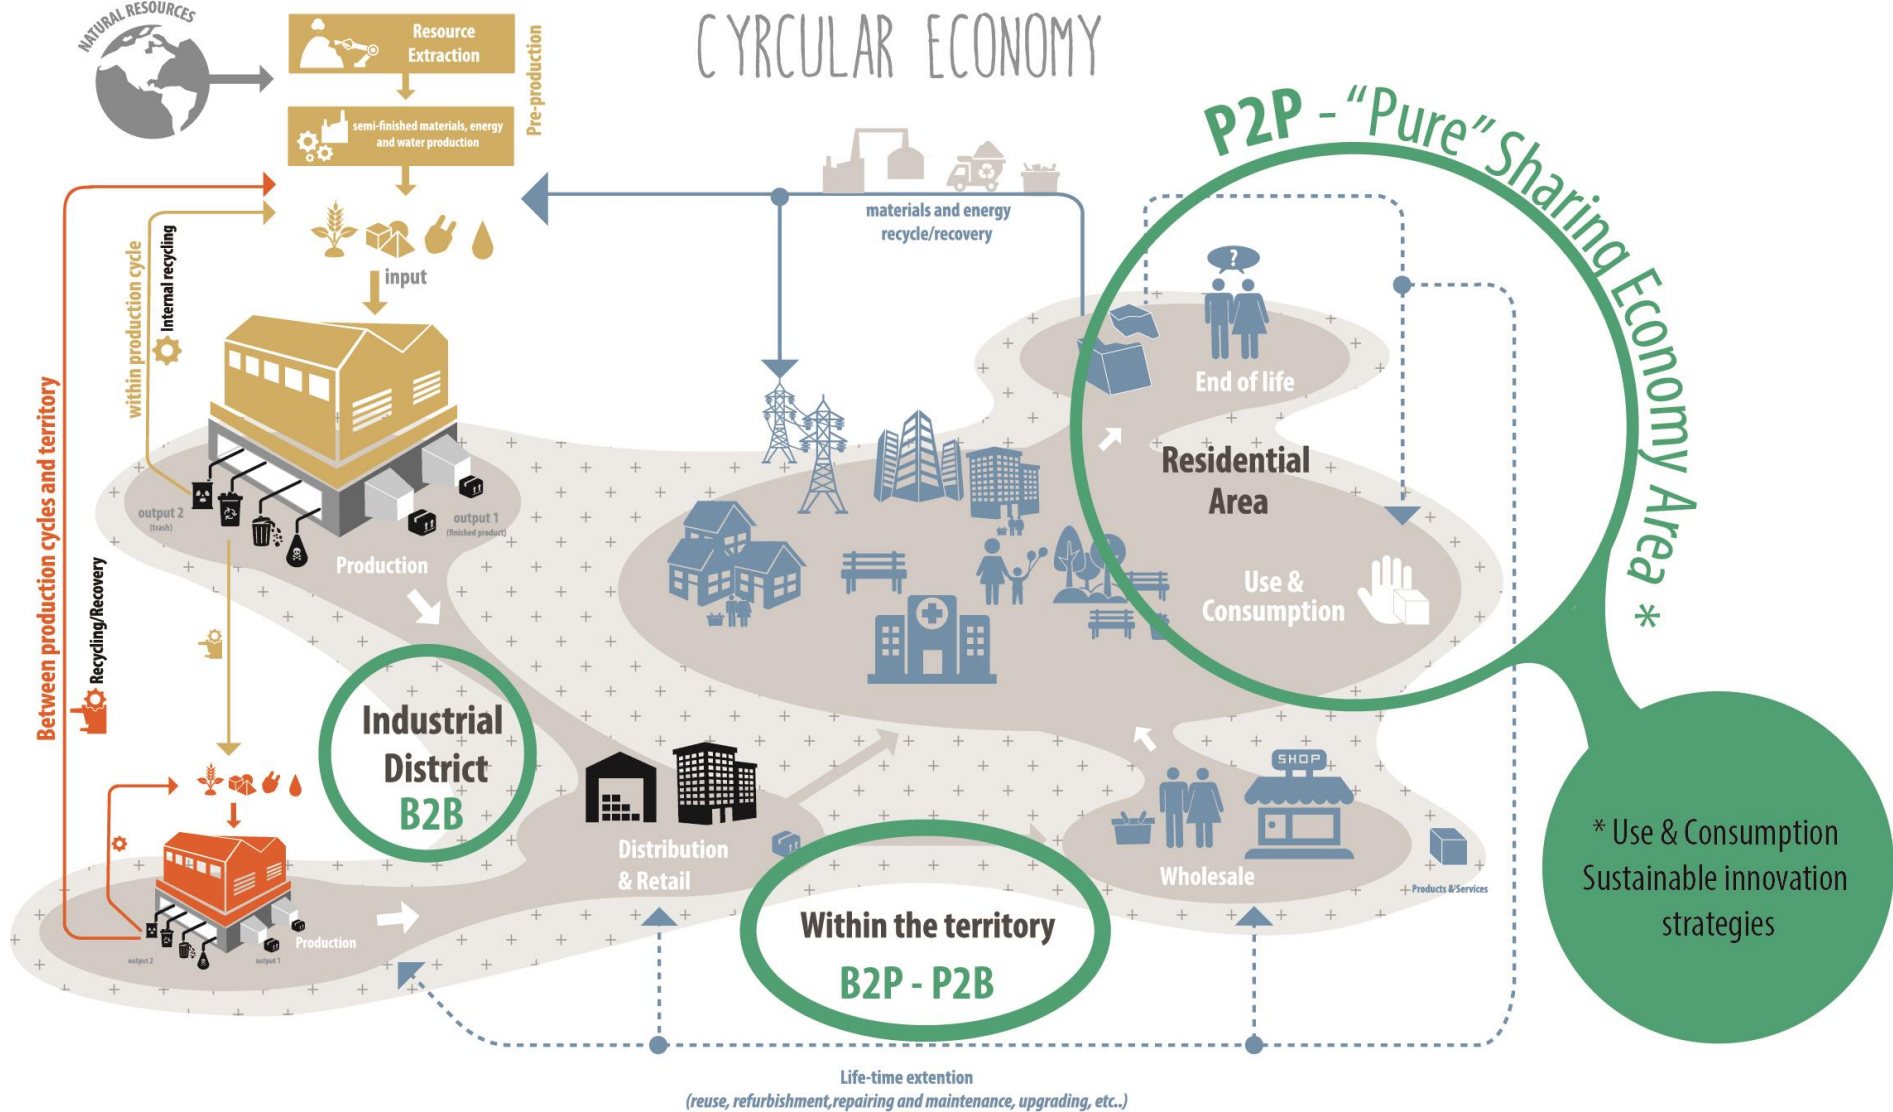 CYRCULAR ECONOMY
NATURAL RESOURCES
Resource
Extraction
semi-finished materials, energy
and water production
Pre-production
input
within production cycle
Internal recycling
Between production cycles and territory
Recycling/Recovery
output 2
(trash)
output 1
(finished product)
Production
materials and energy
recycle/recovery
P2P - “Pure” Sharing Economy Area *
?
End of life
Residential
Area
Use &
Consumption
Industrial
District
B2B
Distribution
& Retail
SHOP
Wholesale
Products & Services
Within the territory
B2P - P2B
Production
output 2
output 1
* Use & Consumption
Sustainable innovation
strategies
Life-time extention
(reuse, refurbishment,repairing and maintenance, upgrading, etc..)